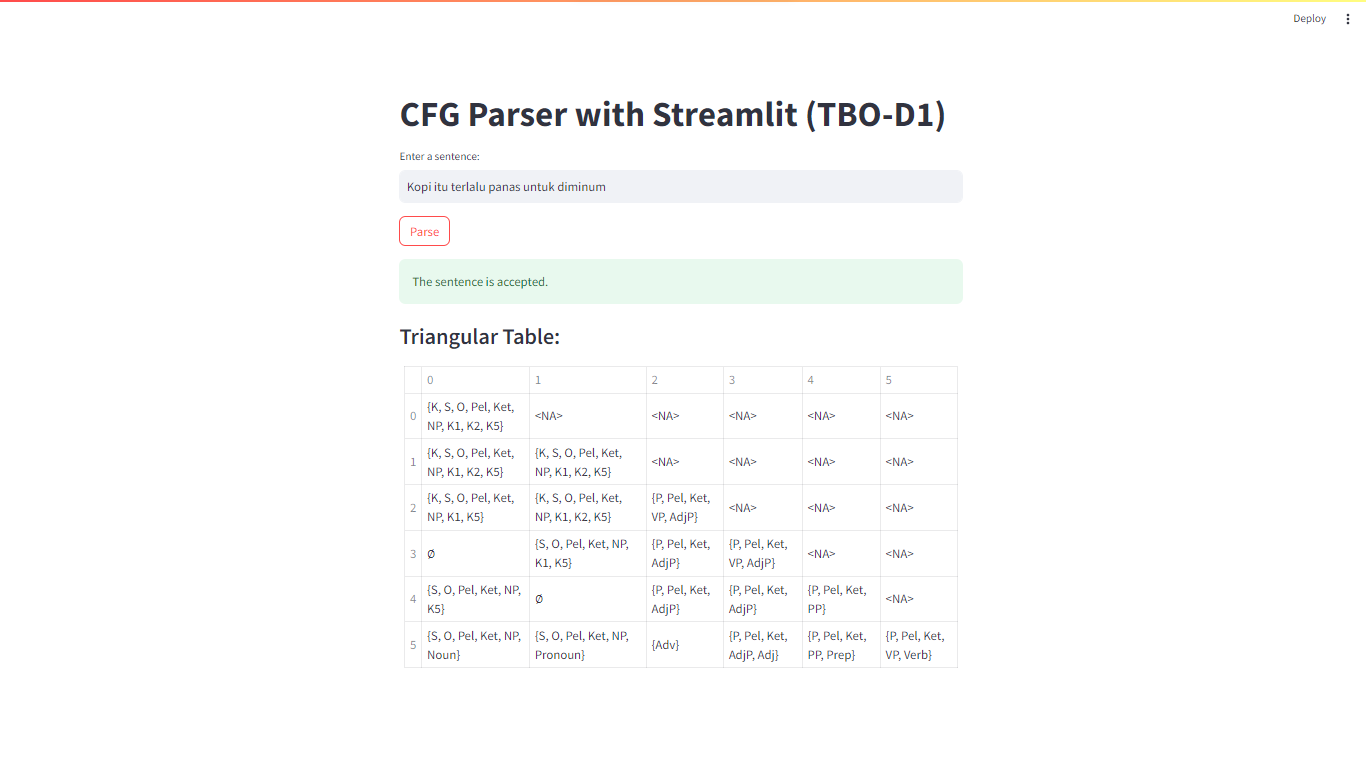 Deploy
CFG Parser with Streamlit (TBO-D1)
Enter a sentence:
Kopi itu terlalu panas untuk diminum
Parse
The sentence is accepted.
Triangular Table:
0 1 2 3 4 5
0 {K, S, O, Pel, Ket, NP, K1, K2, K5} <NA> <NA> <NA> <NA> <NA>
1 {K, S, O, Pel, Ket, NP, K1, K2, K5} {K, S, O, Pel, Ket, NP, K1, K2, K5} <NA> <NA> <NA> <NA>
2 {K, S, O, Pel, Ket, NP, K1, K5} {K, S, O, Pel, Ket, NP, K1, K2, K5} {P, Pel, Ket, VP, AdjP} <NA> <NA> <NA>
3 Ø {S, O, Pel, Ket, NP, K1, K5} {P, Pel, Ket, AdjP} {P, Pel, Ket, VP, AdjP} <NA> <NA>
4 {S, O, Pel, Ket, NP, K5} Ø {P, Pel, Ket, AdjP} {P, Pel, Ket, AdjP} {P, Pel, Ket, PP} <NA>
5 {S, O, Pel, Ket, NP, Noun} {S, O, Pel, Ket, NP, Pronoun} {Adv} {P, Pel, Ket, AdjP, Adj} {P, Pel, Ket, PP, Prep} {P, Pel, Ket, VP, Verb}